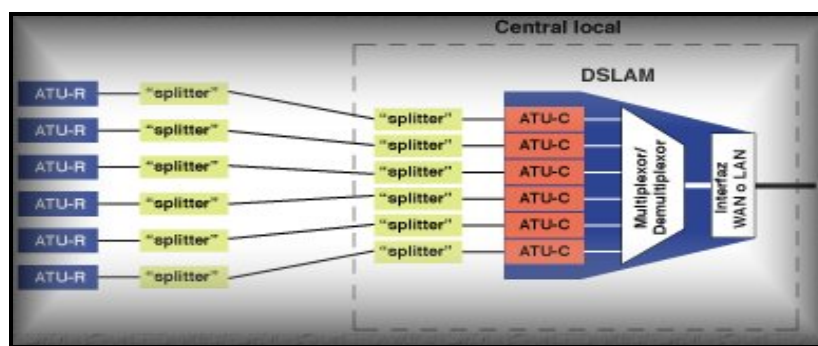 Central local
DSLAM
ATU-R "splitter"
"splitter" ATU-C
ATU-R "splitter"
"splitter" ATU-C
ATU-R "splitter"
"splitter" ATU-C
ATU-R "splitter"
"splitter" ATU-C
ATU-R "splitter"
"splitter" ATU-C
ATU-R "splitter"
"splitter" ATU-C
Multiplexor/
Demultiplexor
Interfaz
WAN o LAN